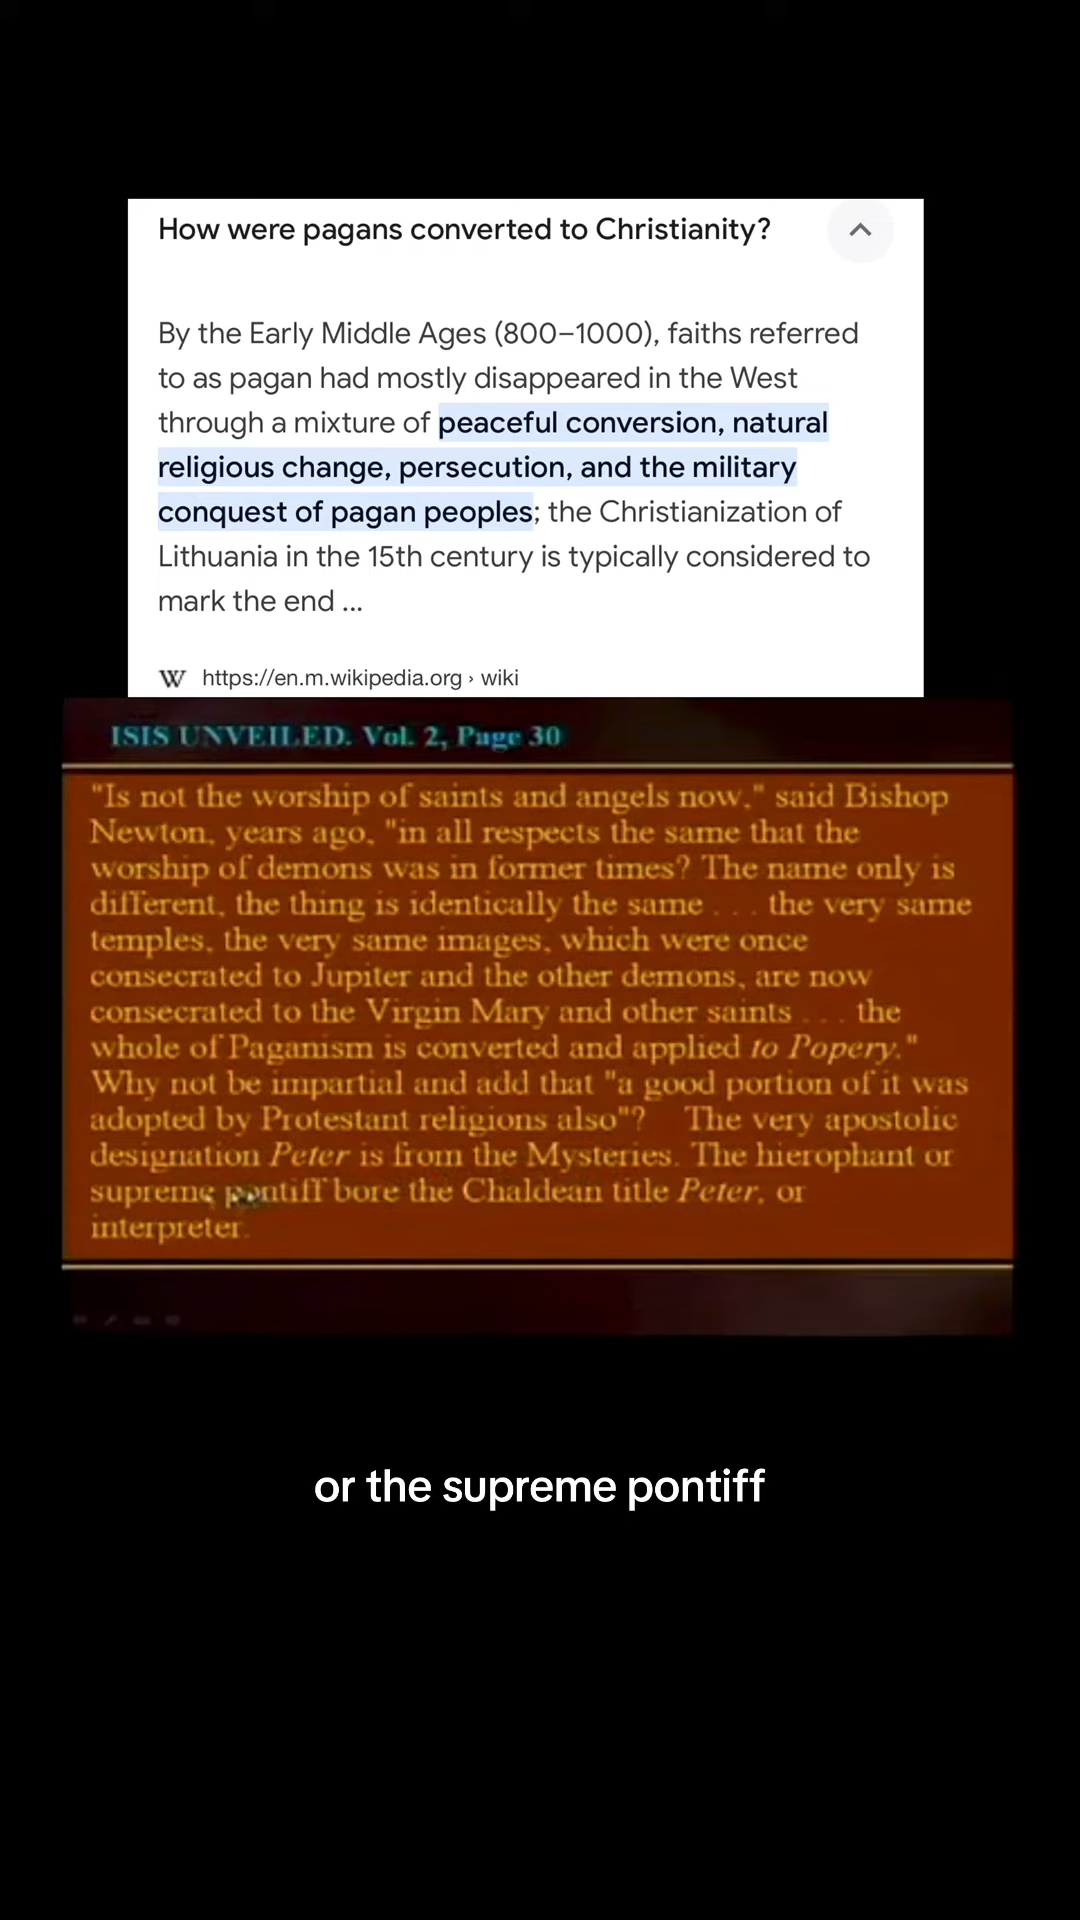 How were pagans converted to Christianity?
By the Early Middle Ages (800–1000), faiths referred
to as pagan had mostly disappeared in the West
through a mixture of peaceful conversion, natural
religious change, persecution, and the military
conquest of pagan peoples; the Christianization of
Lithuania in the 15th century is typically considered to
mark the end ...
W https://en.m.wikipedia.org › wiki
ISIS UNVEILED. Vol. 2, Page 30
"Is not the worship of saints and angels now," said Bishop
Newton, years ago, "in all respects the same that the
worship of demons was in former times? The name only is
different, the thing is identically the same . . . the very same
temples, the very same images, which were once
consecrated to Jupiter and the other demons, are now
consecrated to the Virgin Mary and other saints . . . the
whole of Paganism is converted and applied to Popery."
Why not be impartial and add that "a good portion of it was
adopted by Protestant religions also"? The very apostolic
designation Peter is from the Mysteries. The hierophant or
supreme pontiff bore the Chaldean title Peter, or
interpreter.
or the supreme pontiff